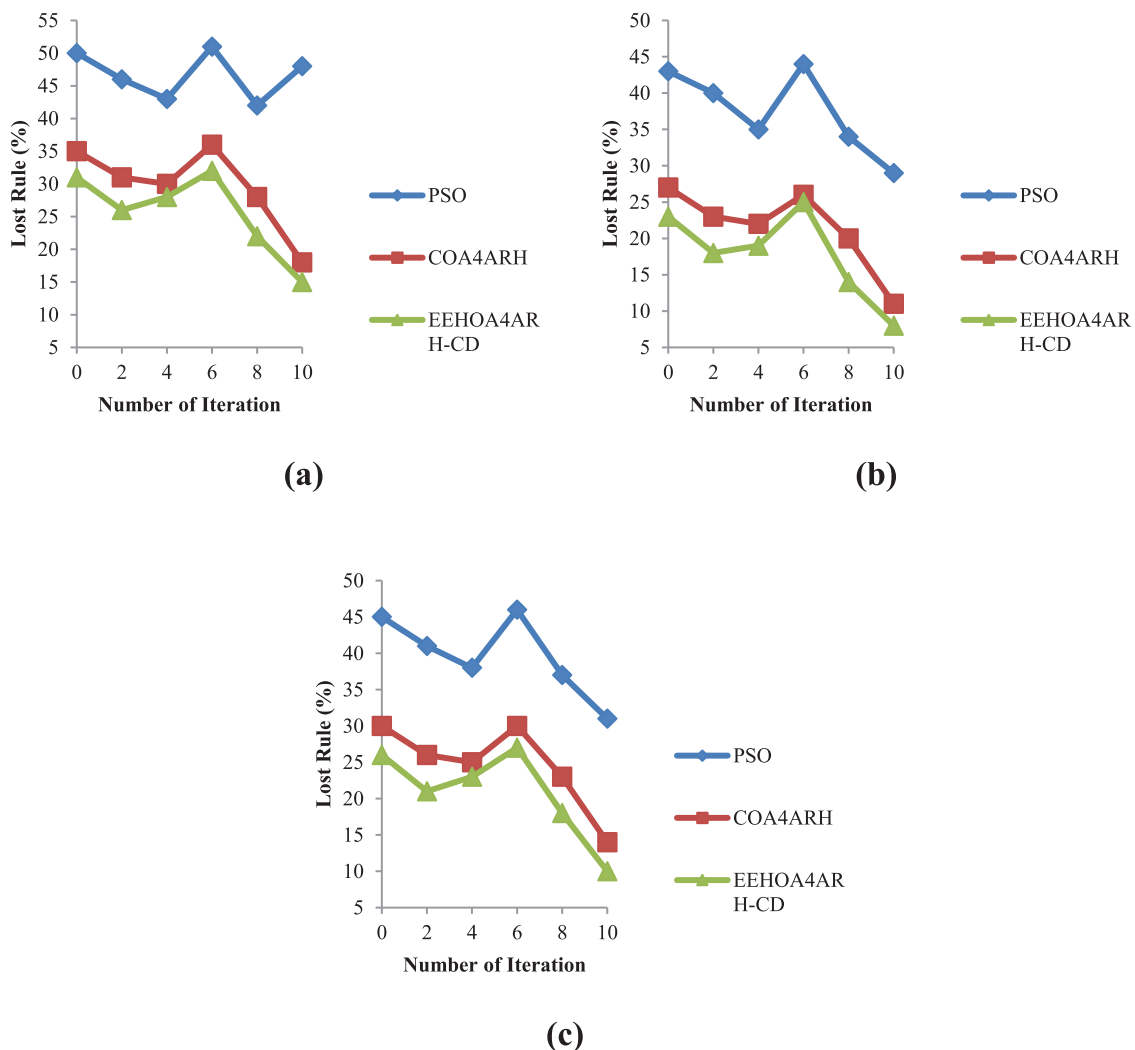 55
50
45
40
35
30
25
20
15
10
5
Lost Rule (%)
0 2 4 6 8 10
Number of Iteration
PSO
COA4ARH
EEHOA4AR
H-CD
(a)
50
45
40
35
30
25
20
15
10
5
Lost Rule (%)
0 2 4 6 8 10
Number of Iteration
PSO
COA4ARH
EEHOA4AR
H-CD
(b)
50
45
40
35
30
25
20
15
10
5
Lost Rule (%)
0 2 4 6 8 10
Number of Iteration
PSO
COA4ARH
EEHOA4AR
H-CD
(c)